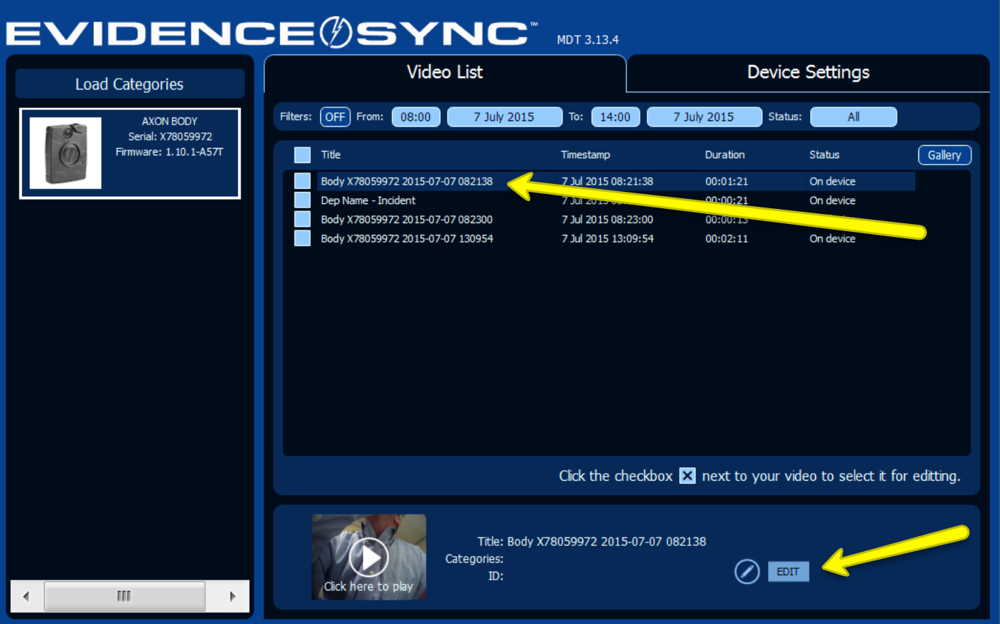 EVIDENCE SYNC™ MDT 3.13.4
Load Categories
AXON BODY
Serial: X78059972
Firmware: 1.10.1-A57T
Video List
Device Settings
Filters: OFF From: 08:00 7 July 2015 To: 14:00 7 July 2015 Status: All
Title Timestamp Duration Status Gallery
Body X78059972 2015-07-07 082138 7 Jul 2015 08:21:38 00:01:21 On device
Dep Name - Incident 7 Jul 2015 00:00:21 On device
Body X78059972 2015-07-07 082300 7 Jul 2015 08:23:00 00:00:13
Body X78059972 2015-07-07 130954 7 Jul 2015 13:09:54 00:02:11 On device
Click the checkbox next to your video to select it for editting.
Click here to play
Title: Body X78059972 2015-07-07 082138
Categories:
ID:
EDIT